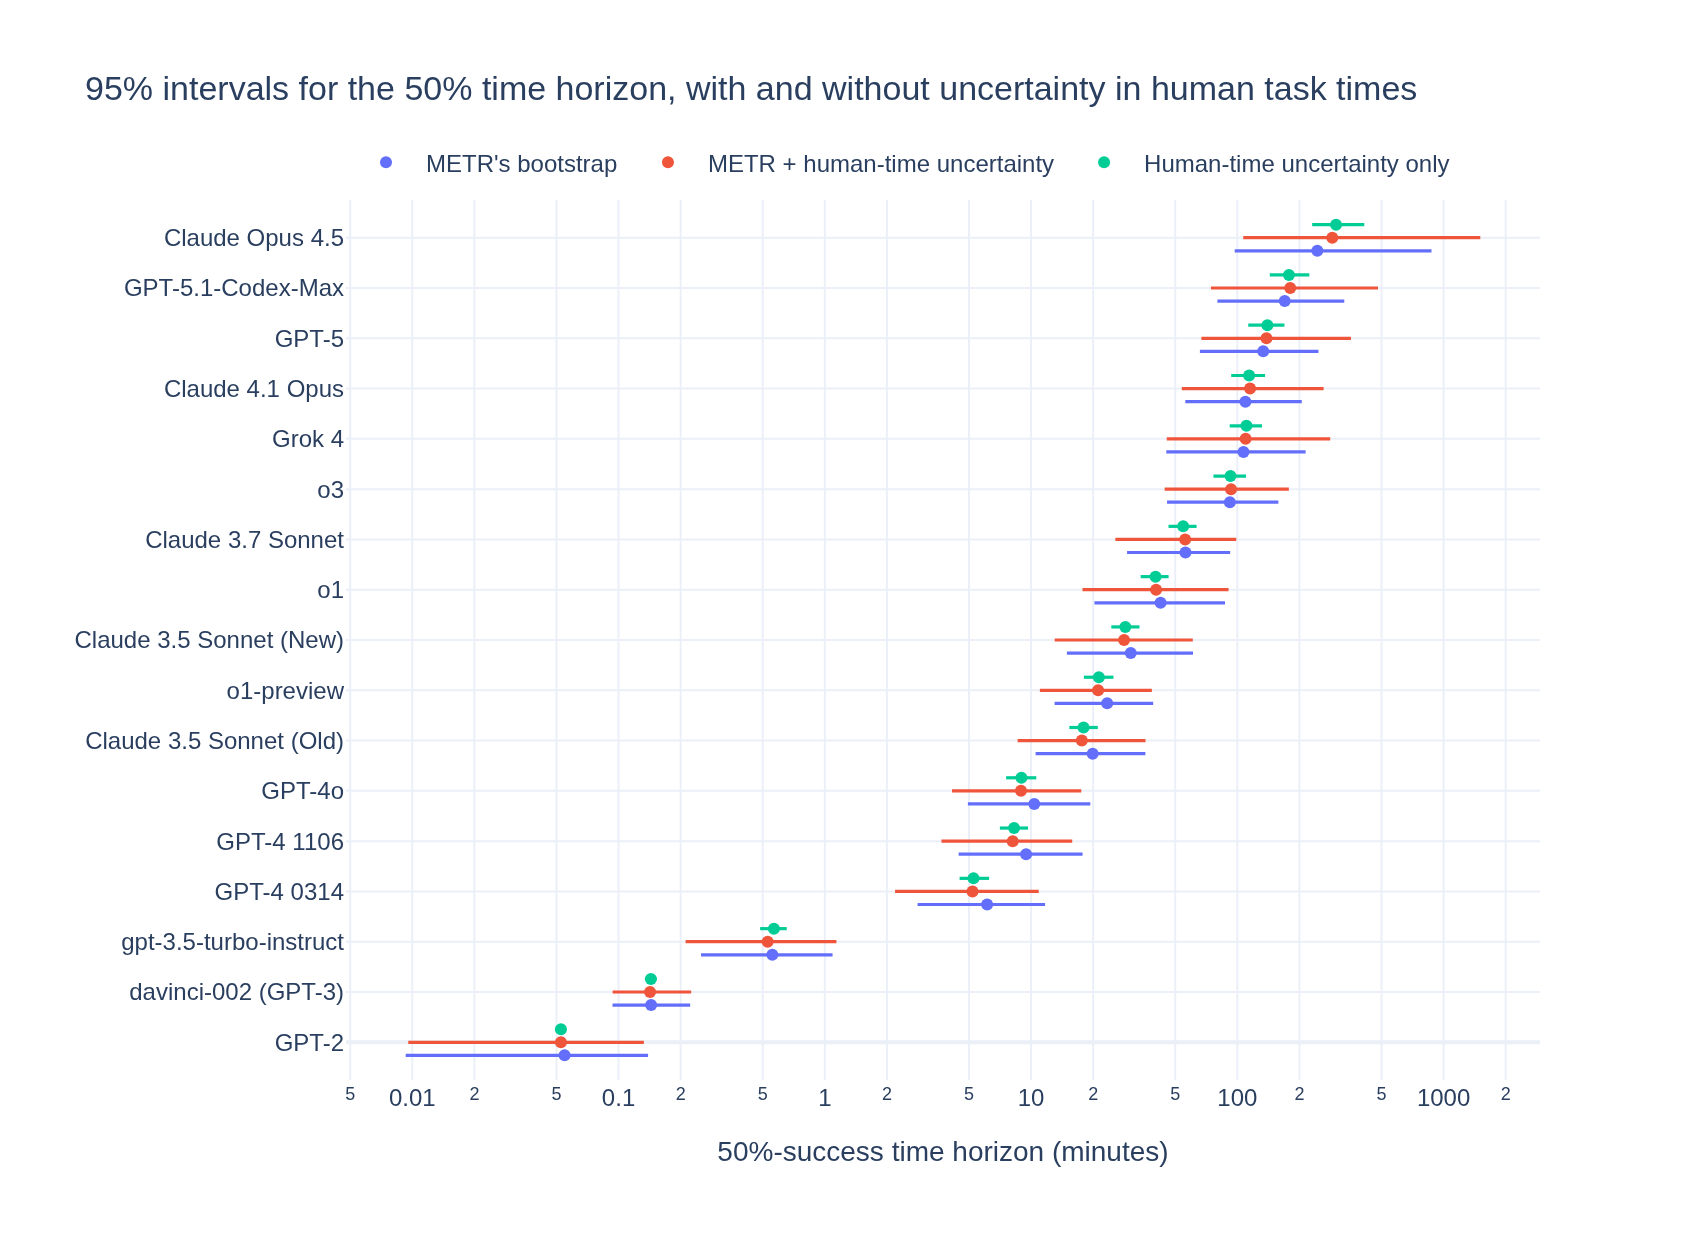 95% intervals for the 50% time horizon, with and without uncertainty in human task times
METR's bootstrap METR + human-time uncertainty Human-time uncertainty only
Claude Opus 4.5
GPT-5.1-Codex-Max
GPT-5
Claude 4.1 Opus
Grok 4
o3
Claude 3.7 Sonnet
o1
Claude 3.5 Sonnet (New)
o1-preview
Claude 3.5 Sonnet (Old)
GPT-4o
GPT-4 1106
GPT-4 0314
gpt-3.5-turbo-instruct
davinci-002 (GPT-3)
GPT-2
5 0.01 2 5 0.1 2 5 1 2 5 10 2 5 100 2 5 1000 2
50%-success time horizon (minutes)